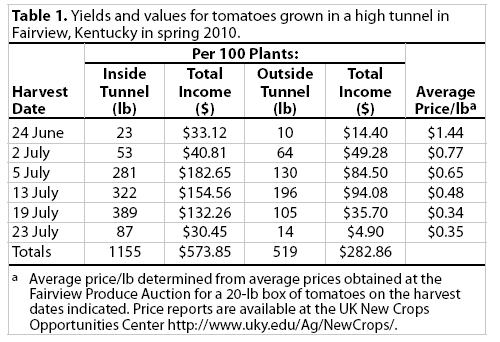 Table 1. Yields and values for tomatoes grown in a high tunnel in
Fairview, Kentucky in spring 2010.
Per 100 Plants:
Harvest Date Inside Tunnel (lb) Total Income ($) Outside Tunnel (lb) Total Income ($) Average Price/lbᵃ
24 June 23 $33.12 10 $14.40 $1.44
2 July 53 $40.81 64 $49.28 $0.77
5 July 281 $182.65 130 $84.50 $0.65
13 July 322 $154.56 196 $94.08 $0.48
19 July 389 $132.26 105 $35.70 $0.34
23 July 87 $30.45 14 $4.90 $0.35
Totals 1155 $573.85 519 $282.86
ᵃ Average price/lb determined from average prices obtained at the
Fairview Produce Auction for a 20-lb box of tomatoes on the harvest
dates indicated. Price reports are available at the UK New Crops
Opportunities Center http://www.uky.edu/Ag/NewCrops/.